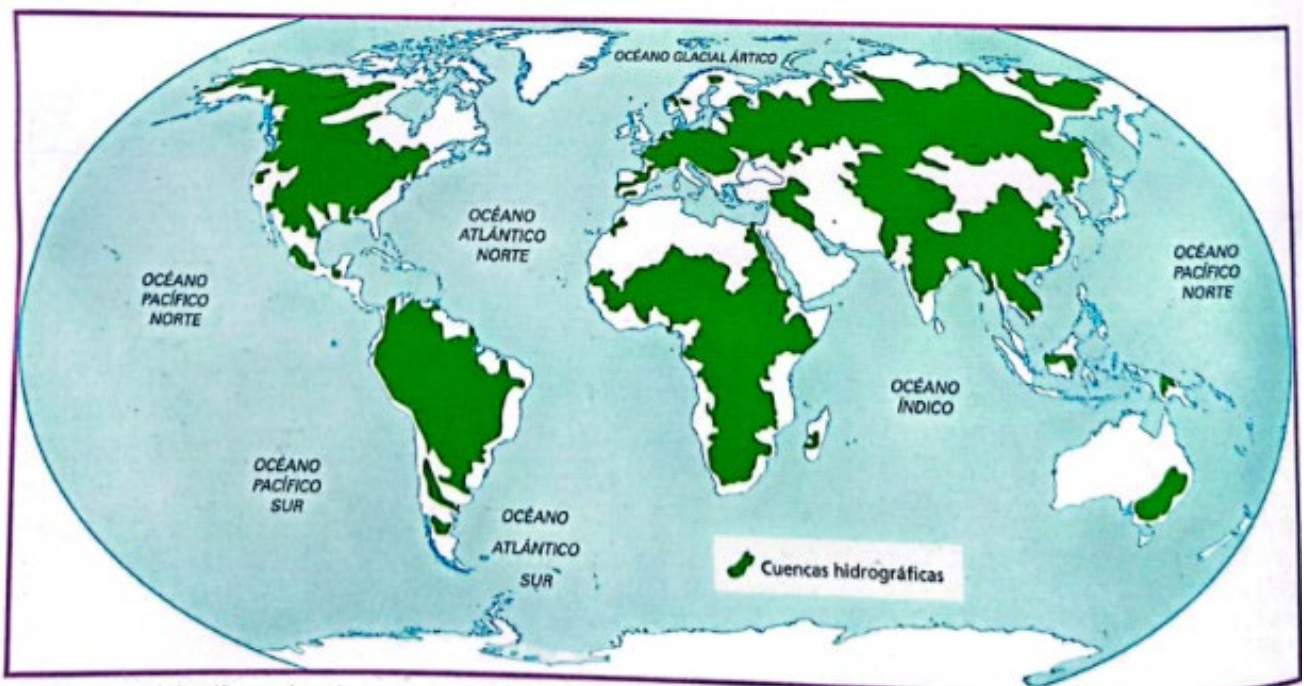 OCÉANO GLACIAL ÁRTICO
OCÉANO
ATLÁNTICO
NORTE
OCÉANO
PACÍFICO
NORTE
OCÉANO
PACÍFICO
NORTE
OCÉANO
ÍNDICO
OCÉANO
PACÍFICO
SUR
OCÉANO
ATLÁNTICO
SUR
Cuencas hidrográficas